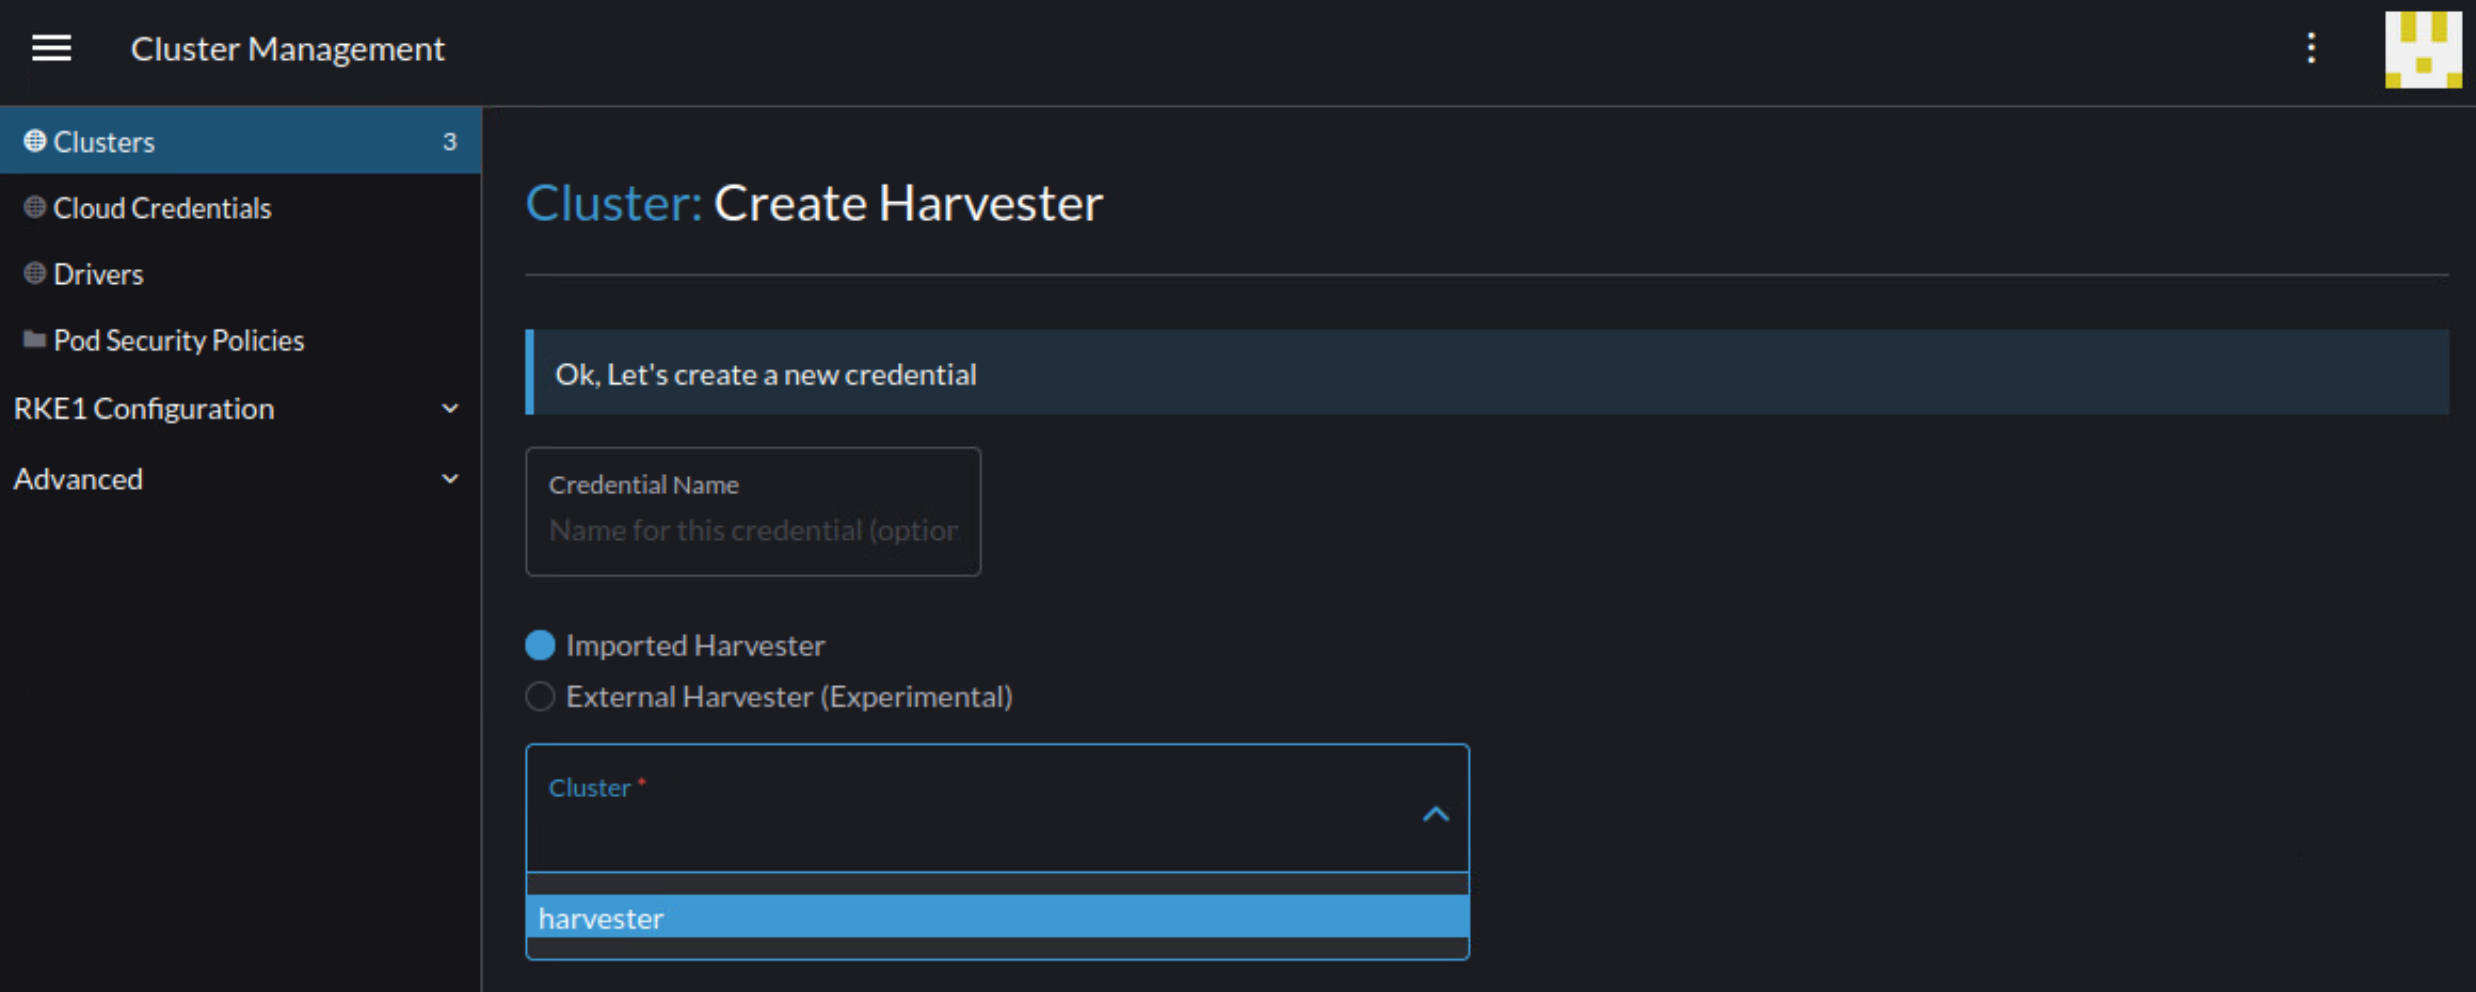 Cluster Management
Clusters 3
Cloud Credentials
Drivers
Pod Security Policies
RKE1 Configuration
Advanced
Cluster: Create Harvester
Ok, Let's create a new credential
Credential Name
Name for this credential (option
Imported Harvester
External Harvester (Experimental)
Cluster *
harvester